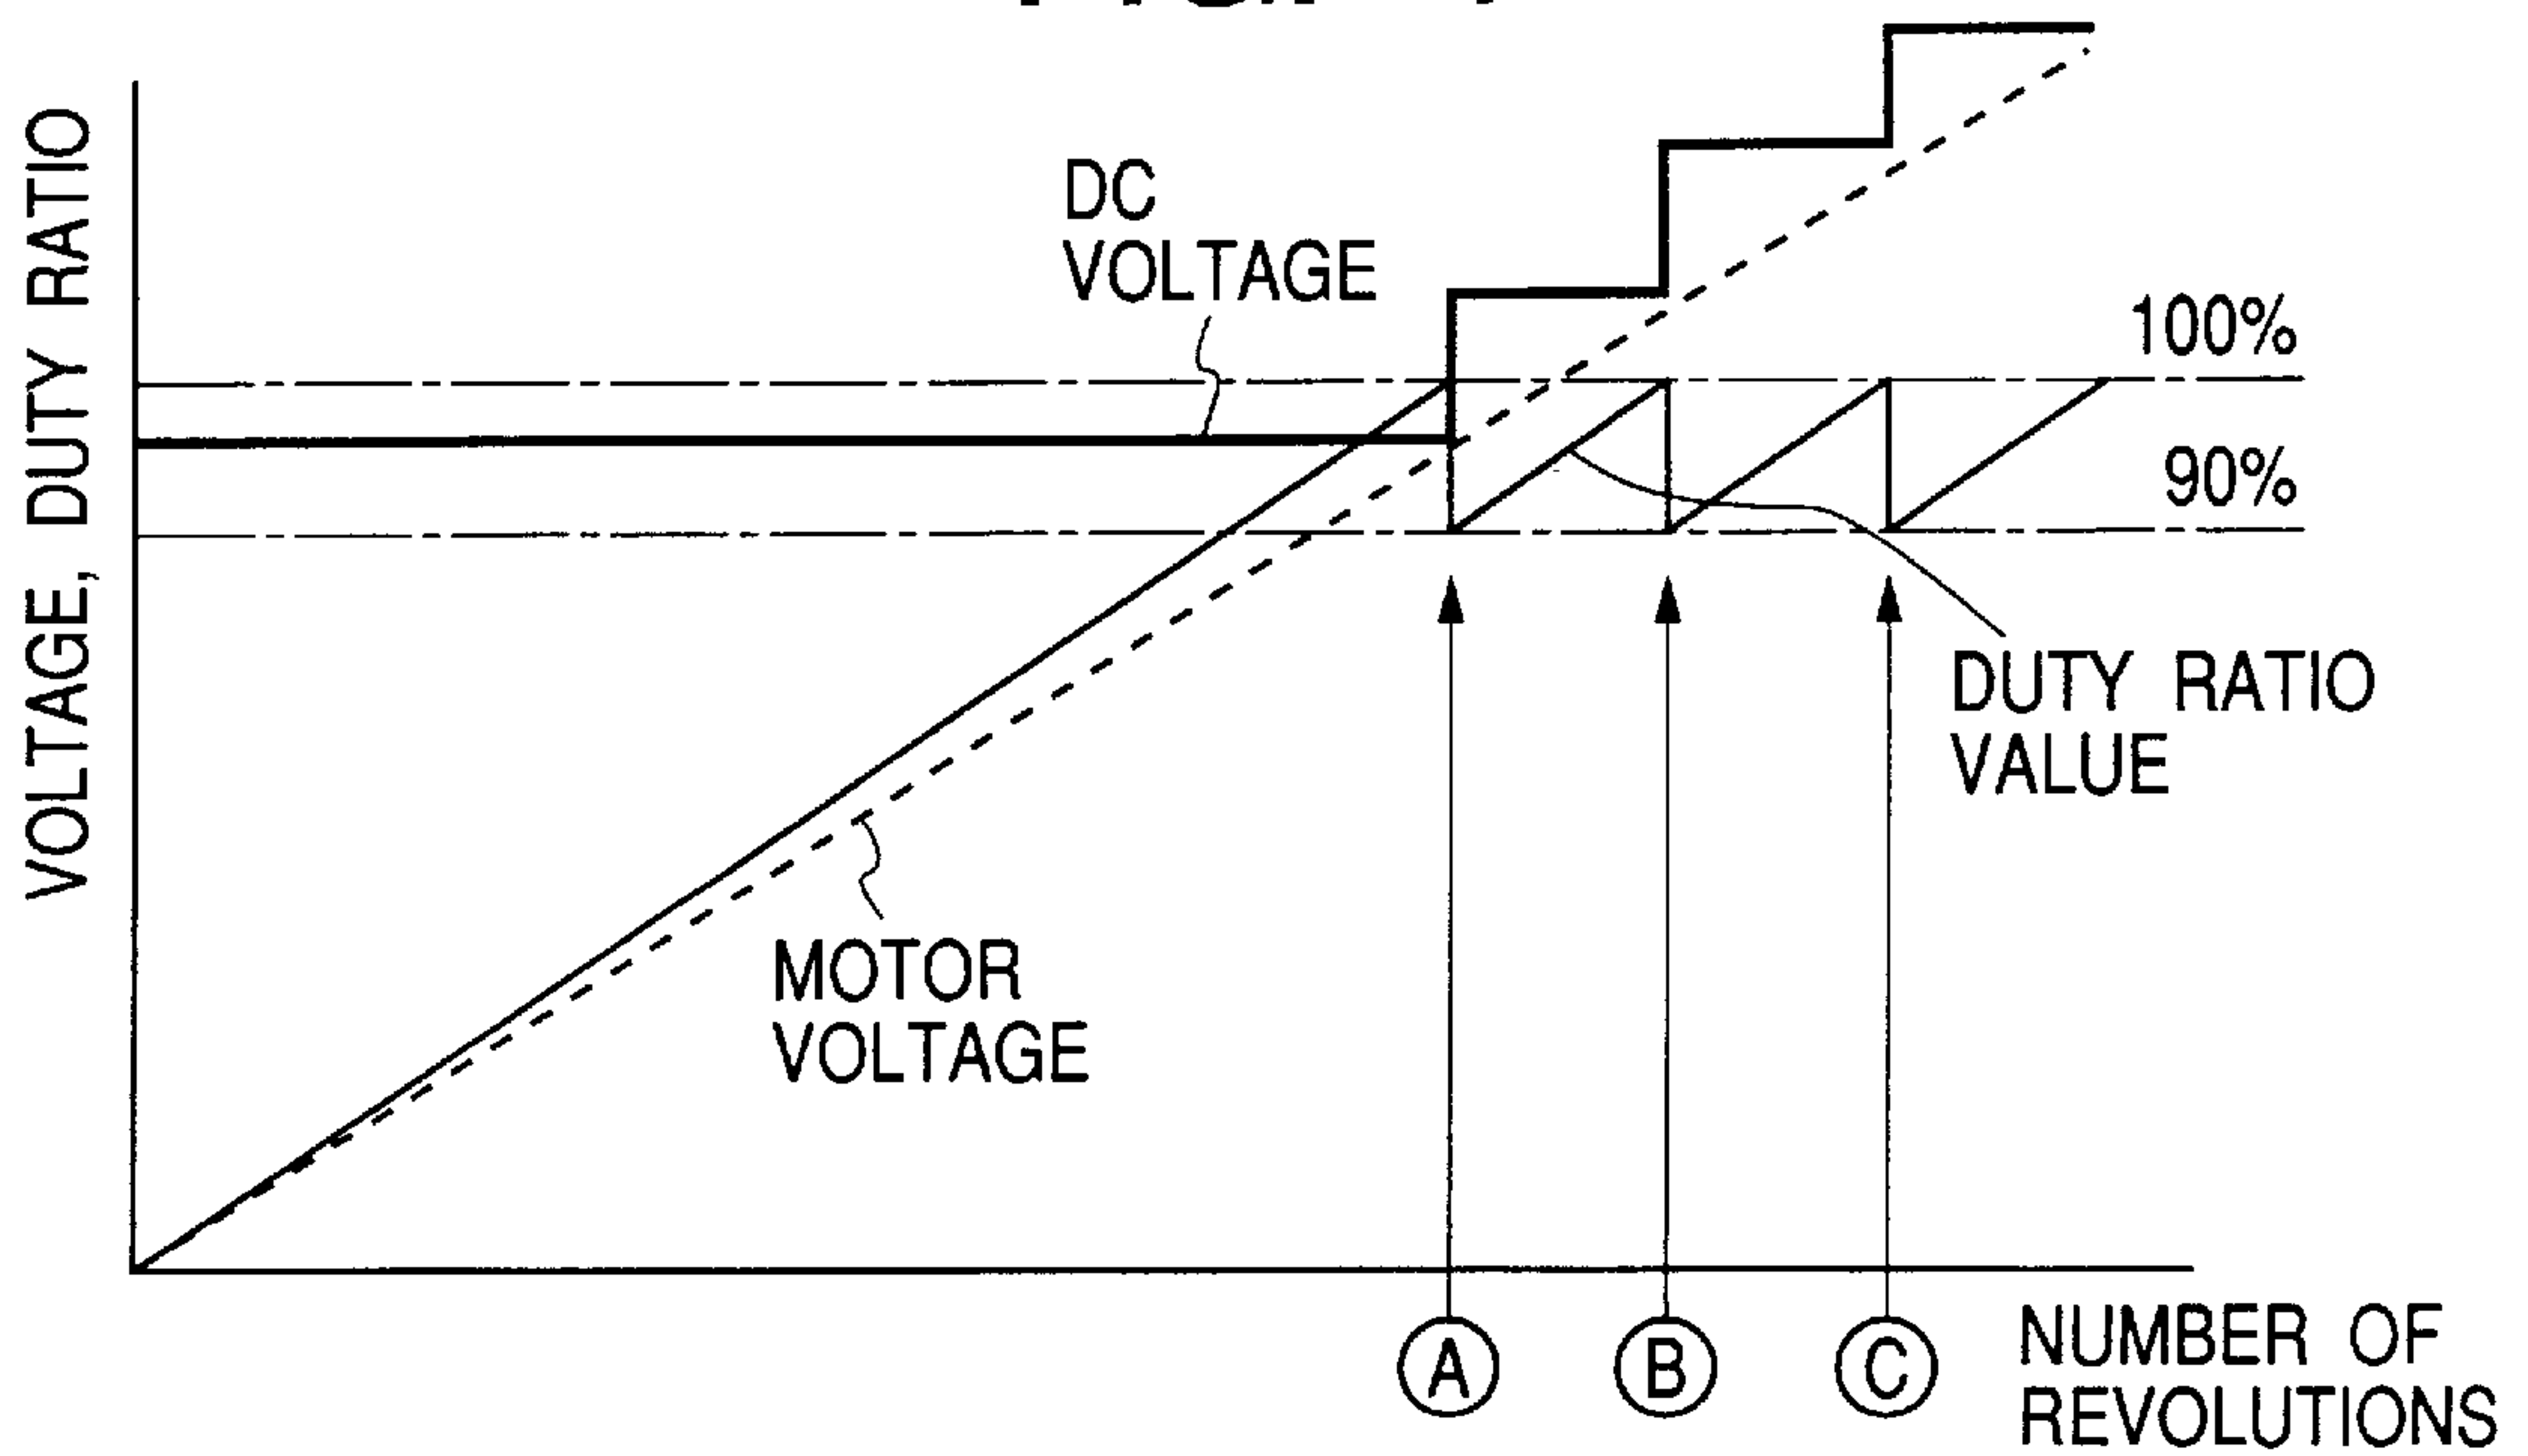 VOLTAGE, DUTY RATIO
DC
VOLTAGE
100%
90%
DUTY RATIO
VALUE
MOTOR
VOLTAGE
A
B
C
NUMBER OF
REVOLUTIONS